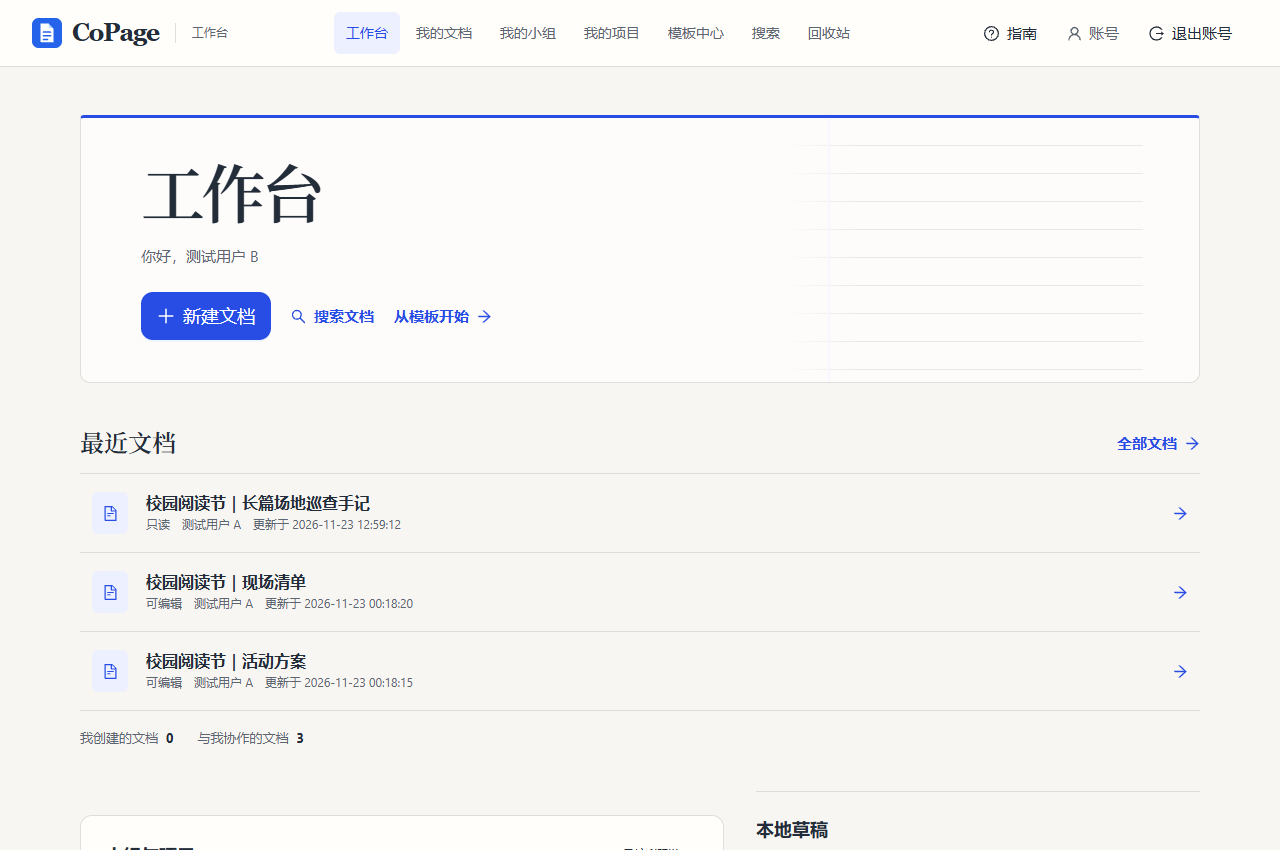 CoPage 工作台 工作台 我的文档 我的小组 我的项目 模板中心 搜索 回收站 指南 账号 退出账号
工作台
你好，测试用户 B
新建文档 搜索文档 从模板开始
最近文档 全部文档
校园阅读节 | 长篇场地巡查手记
只读 测试用户 A 更新于 2026-11-23 12:59:12
校园阅读节 | 现场清单
可编辑 测试用户 A 更新于 2026-11-23 00:18:20
校园阅读节 | 活动方案
可编辑 测试用户 A 更新于 2026-11-23 00:18:15
我创建的文档 0 与我协作的文档 3
本地草稿